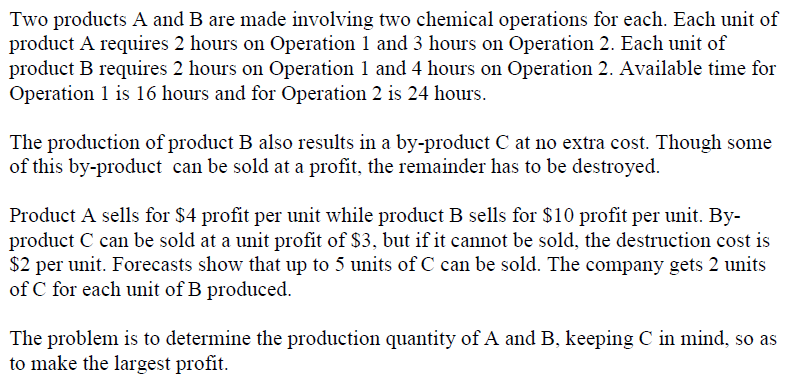 Two products A and B are made involving two chemical operations for each. Each unit of
product A requires 2 hours on Operation 1 and 3 hours on Operation 2. Each unit of
product B requires 2 hours on Operation 1 and 4 hours on Operation 2. Available time for
Operation 1 is 16 hours and for Operation 2 is 24 hours.
The production of product B also results in a by-product C at no extra cost. Though some
of this by-product can be sold at a profit, the remainder has to be destroyed.
Product A sells for $4 profit per unit while product B sells for $10 profit per unit. By-
product C can be sold at a unit profit of $3, but if it cannot be sold, the destruction cost is
$2 per unit. Forecasts show that up to 5 units of C can be sold. The company gets 2 units
of C for each unit of B produced.
The problem is to determine the production quantity of A and B, keeping C in mind, so as
to make the largest profit.